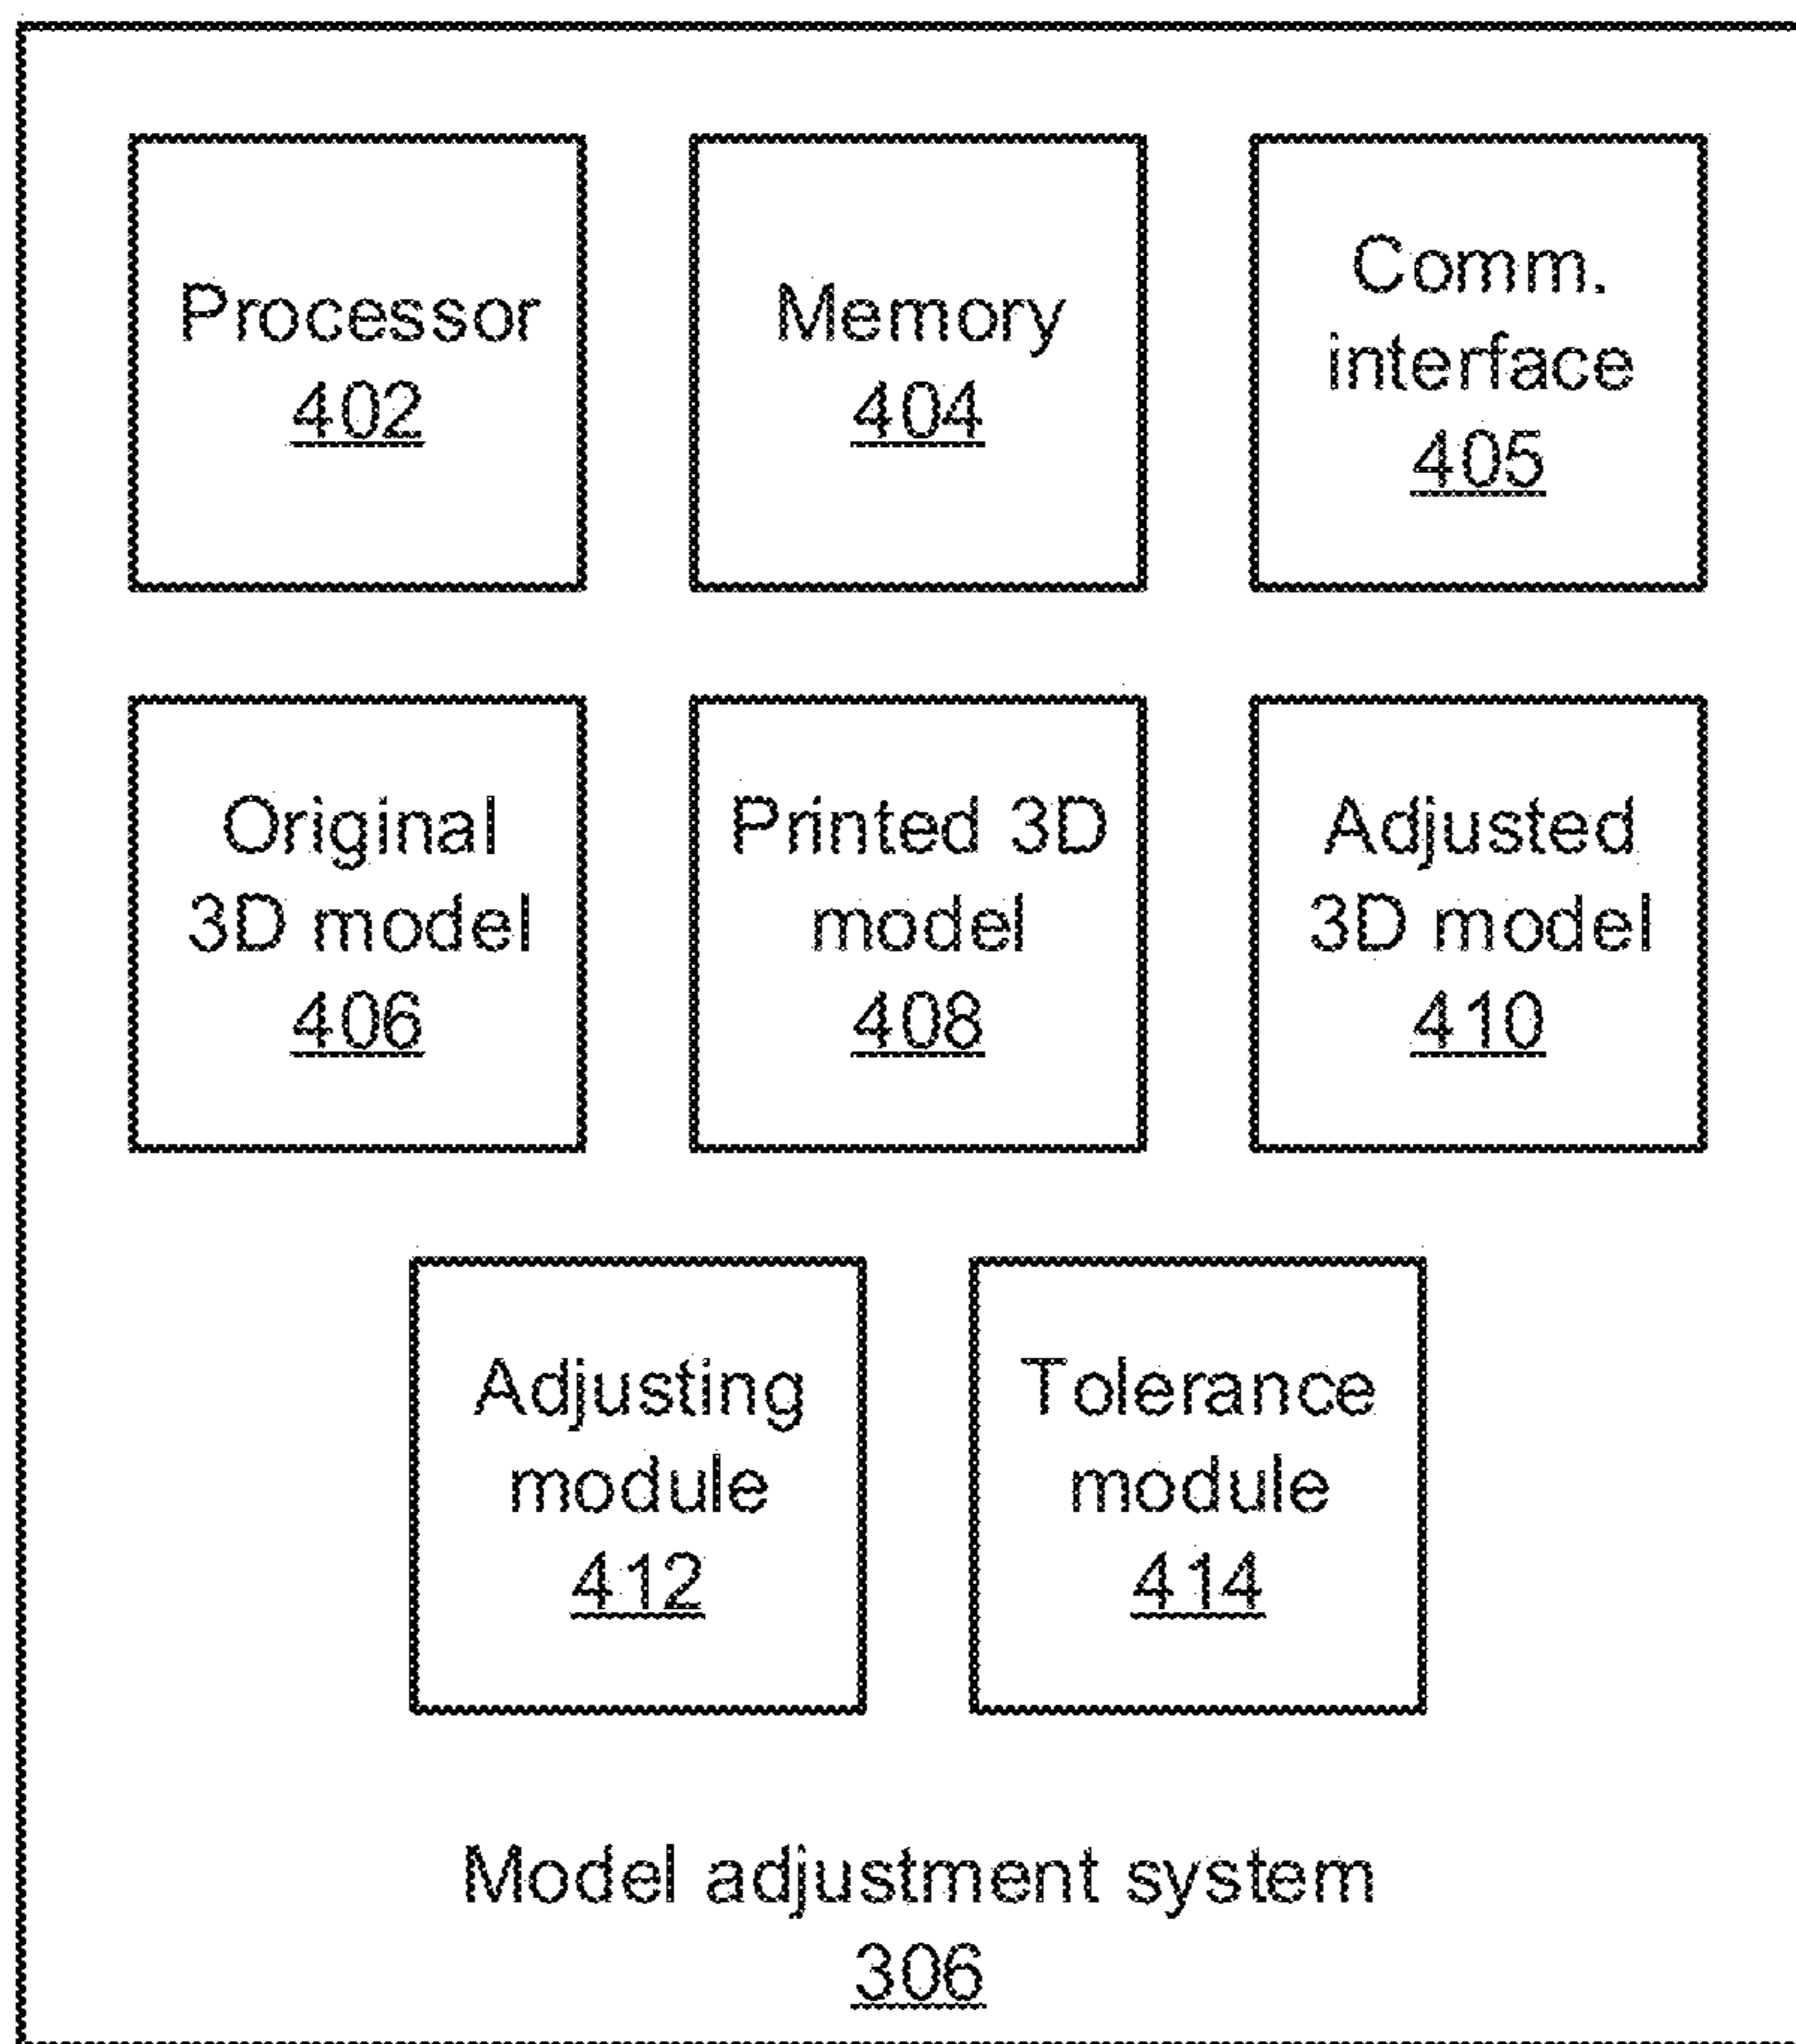 Processor
402
Memory
404
Comm.
interface
405
Original
3D model
406
Printed 3D
model
408
Adjusted
3D model
410
Adjusting
module
412
Tolerance
module
414
Model adjustment system
306